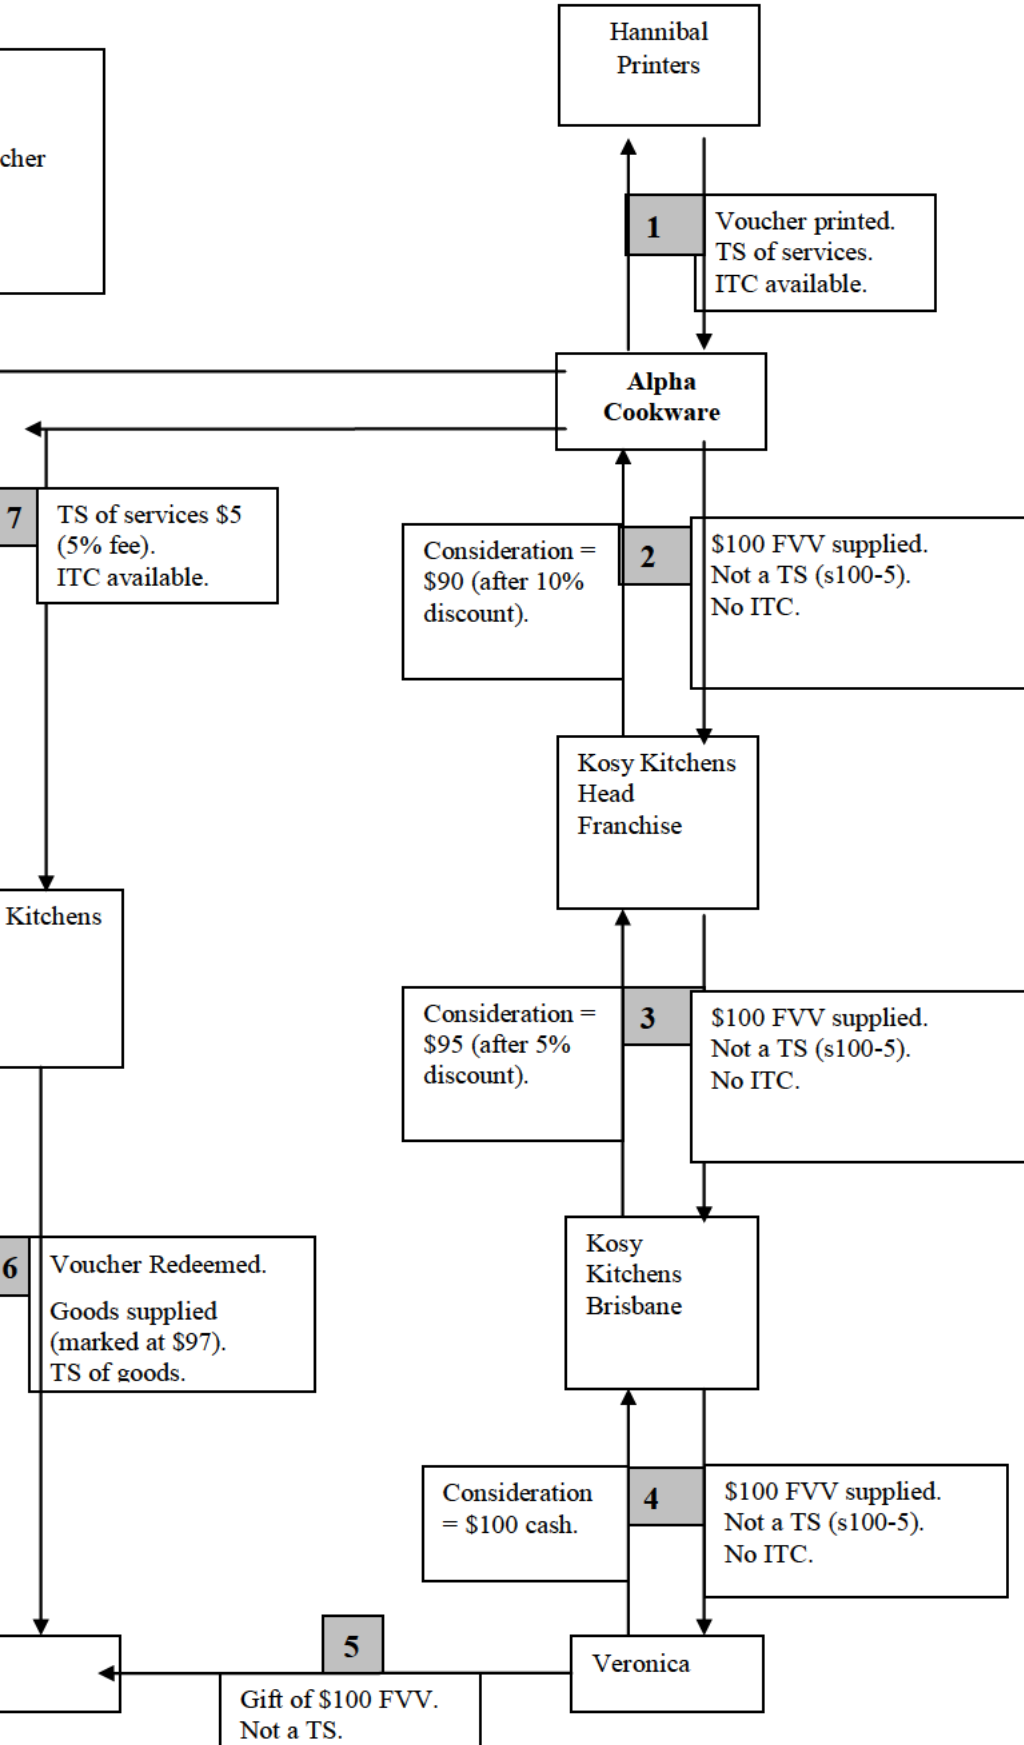 Hannibal
Printers
cher
1
Voucher printed.
TS of services.
ITC available.
Alpha
Cookware
7
TS of services $5
(5% fee).
ITC available.
Consideration =
$90 (after 10%
discount).
2
$100 FVV supplied.
Not a TS (s100-5).
No ITC.
Kosy Kitchens
Head
Franchise
Kitchens
Consideration =
$95 (after 5%
discount).
3
$100 FVV supplied.
Not a TS (s100-5).
No ITC.
Kosy
Kitchens
Brisbane
6
Voucher Redeemed.
Goods supplied
(marked at $97).
TS of goods.
Consideration
= $100 cash.
4
$100 FVV supplied.
Not a TS (s100-5).
No ITC.
5
Veronica
Gift of $100 FVV.
Not a TS.